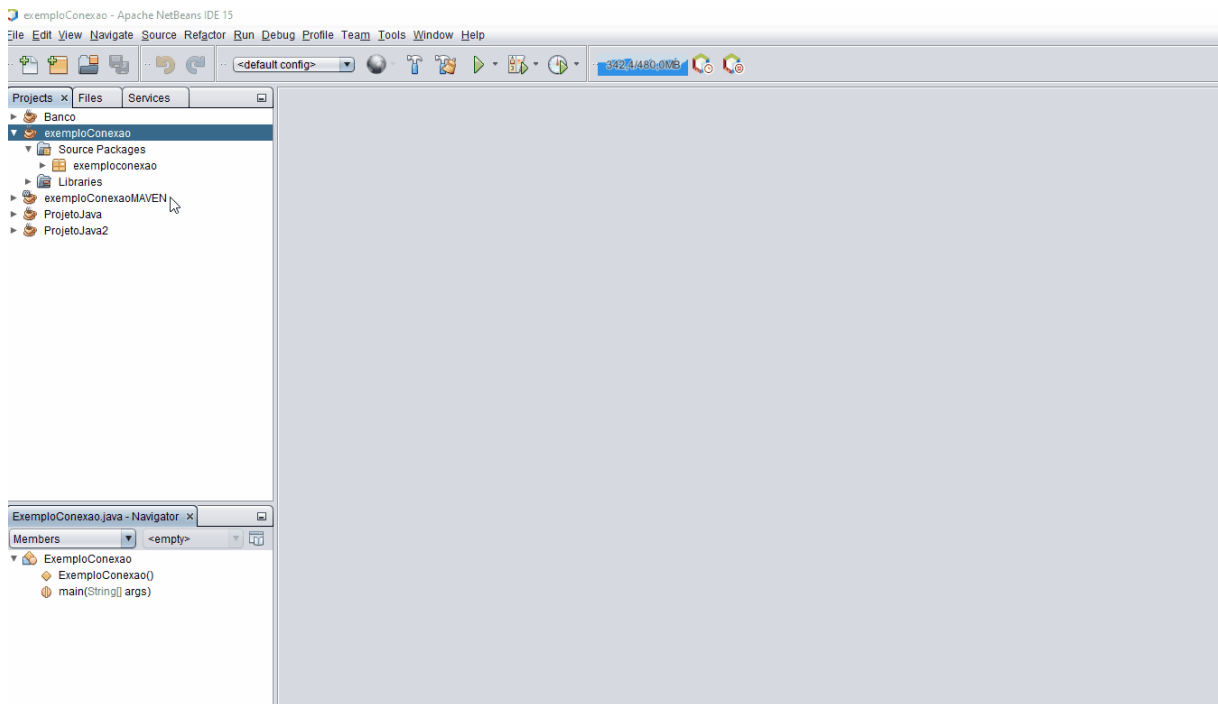 exemploConexao - Apache NetBeans IDE 15
File Edit View Navigate Source Refactor Run Debug Profile Team Tools Window Help
<default config>
342,4/480,0MB
Projects Files Services
Banco
exemploConexao
Source Packages
exemploconexao
Libraries
exemploConexaoMAVEN
ProjetoJava
ProjetoJava2
ExemploConexao.java - Navigator
Members <empty>
ExemploConexao
ExemploConexao()
main(String[] args)